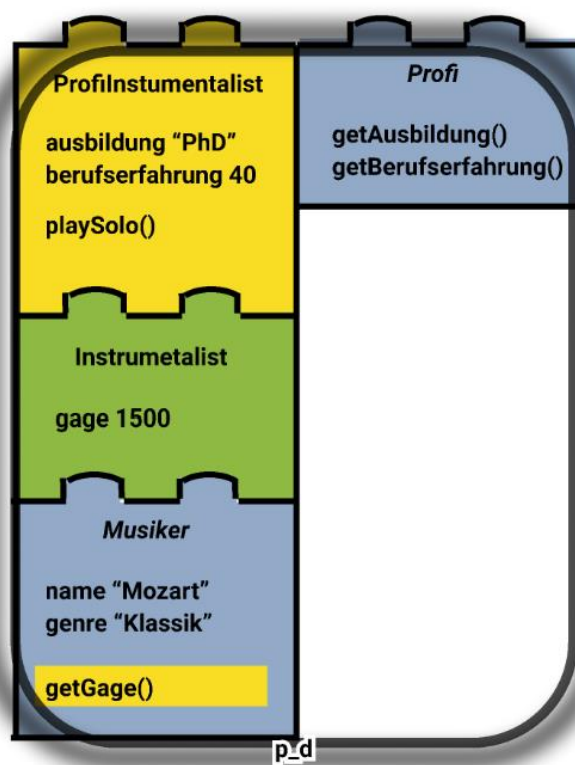 ProfiInstumentalist
ausbildung “PhD”
berufserfahrung 40
playSolo()
Profi
getAusbildung()
getBerufserfahrung()
Instrumetalist
gage 1500
Musiker
name “Mozart”
genre “Klassik”
getGage()
p_d